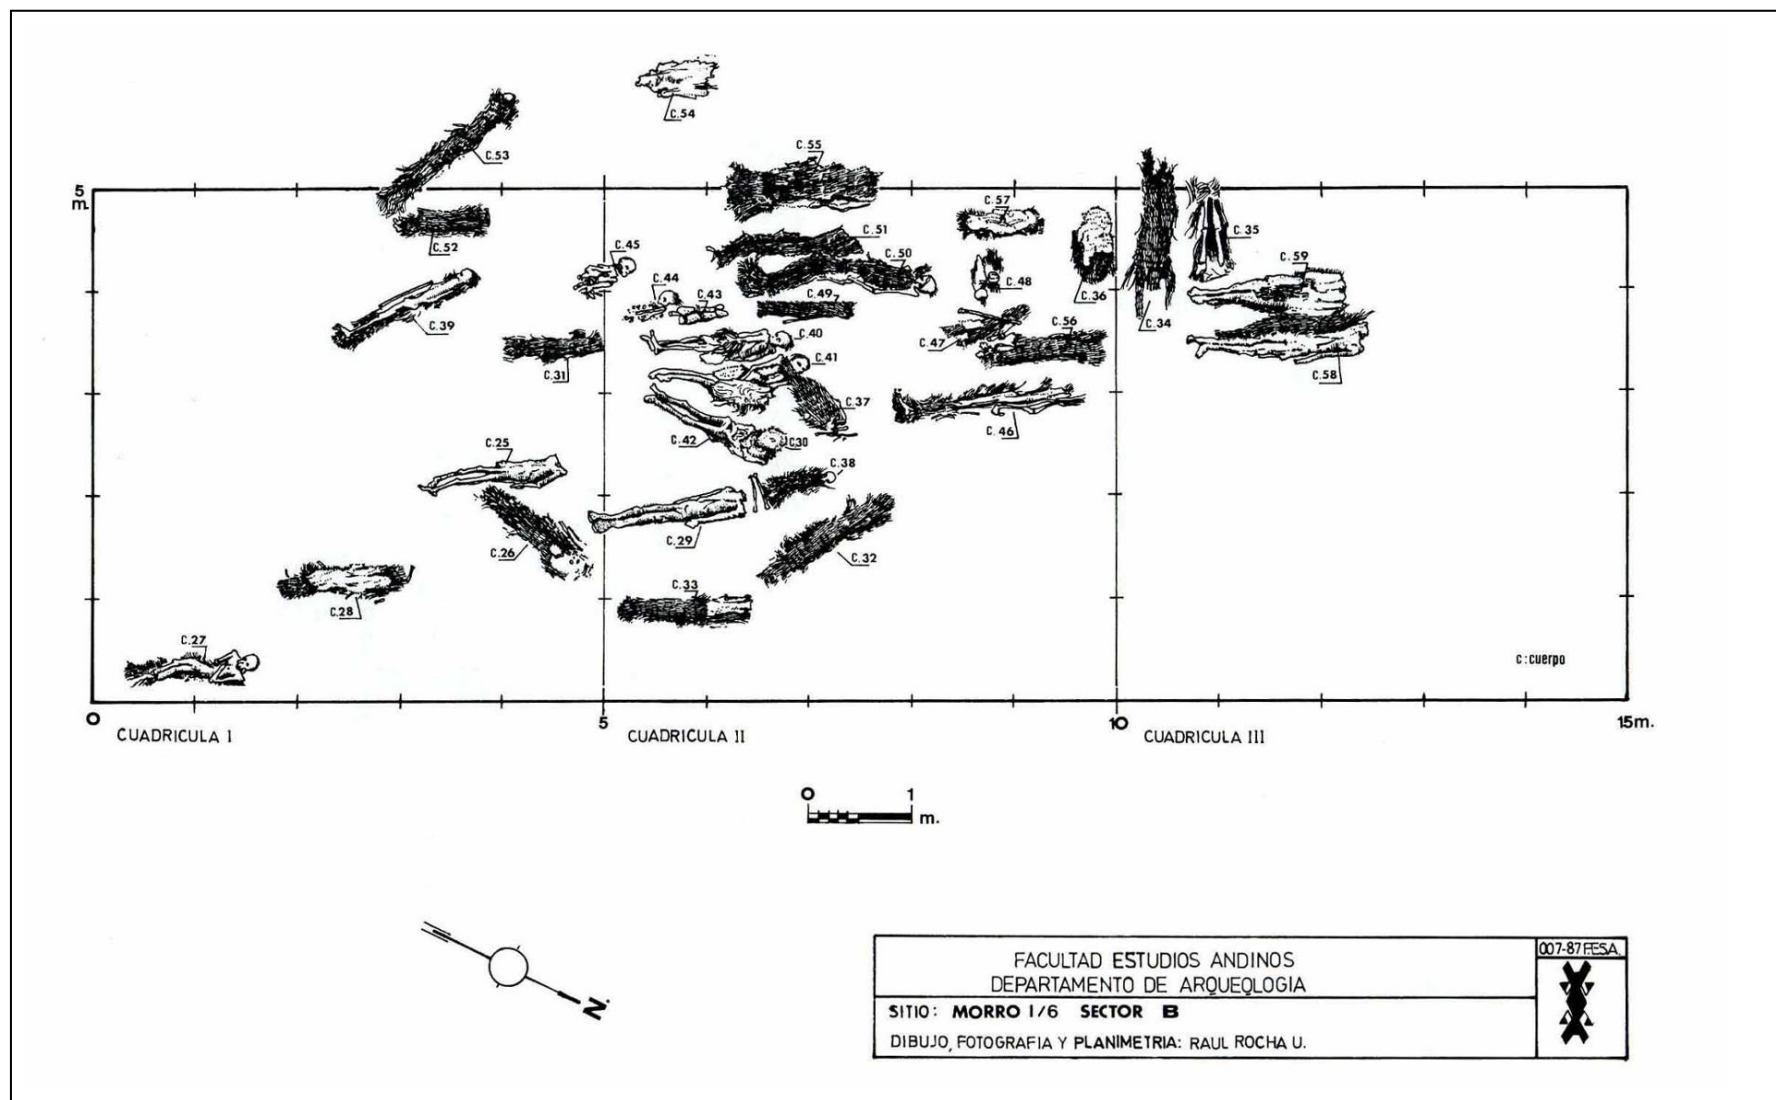 C.54
C.53
C.55
5
m.
C.57
C.52
C.51
C.35
C.45
C.50
C.59
C.44
C.43
C.48
C.49
C.36
C.34
C.39
C.40
C.56
C.47
C.41
C.31
C.58
C.37
C.46
C.42
C.30
C.25
C.38
C.26
C.29
C.32
C.33
C.28
C.27
c:cuerpo
0
5
10
15m.
CUADRICULA I
CUADRICULA II
CUADRICULA III
0 1
m.
N.
FACULTAD ESTUDIOS ANDINOS
DEPARTAMENTO DE ARQUEOLOGIA
007-87 F.E.S.A.
SITIO: MORRO 1/6 SECTOR B
DIBUJO, FOTOGRAFIA Y PLANIMETRIA: RAUL ROCHA U.